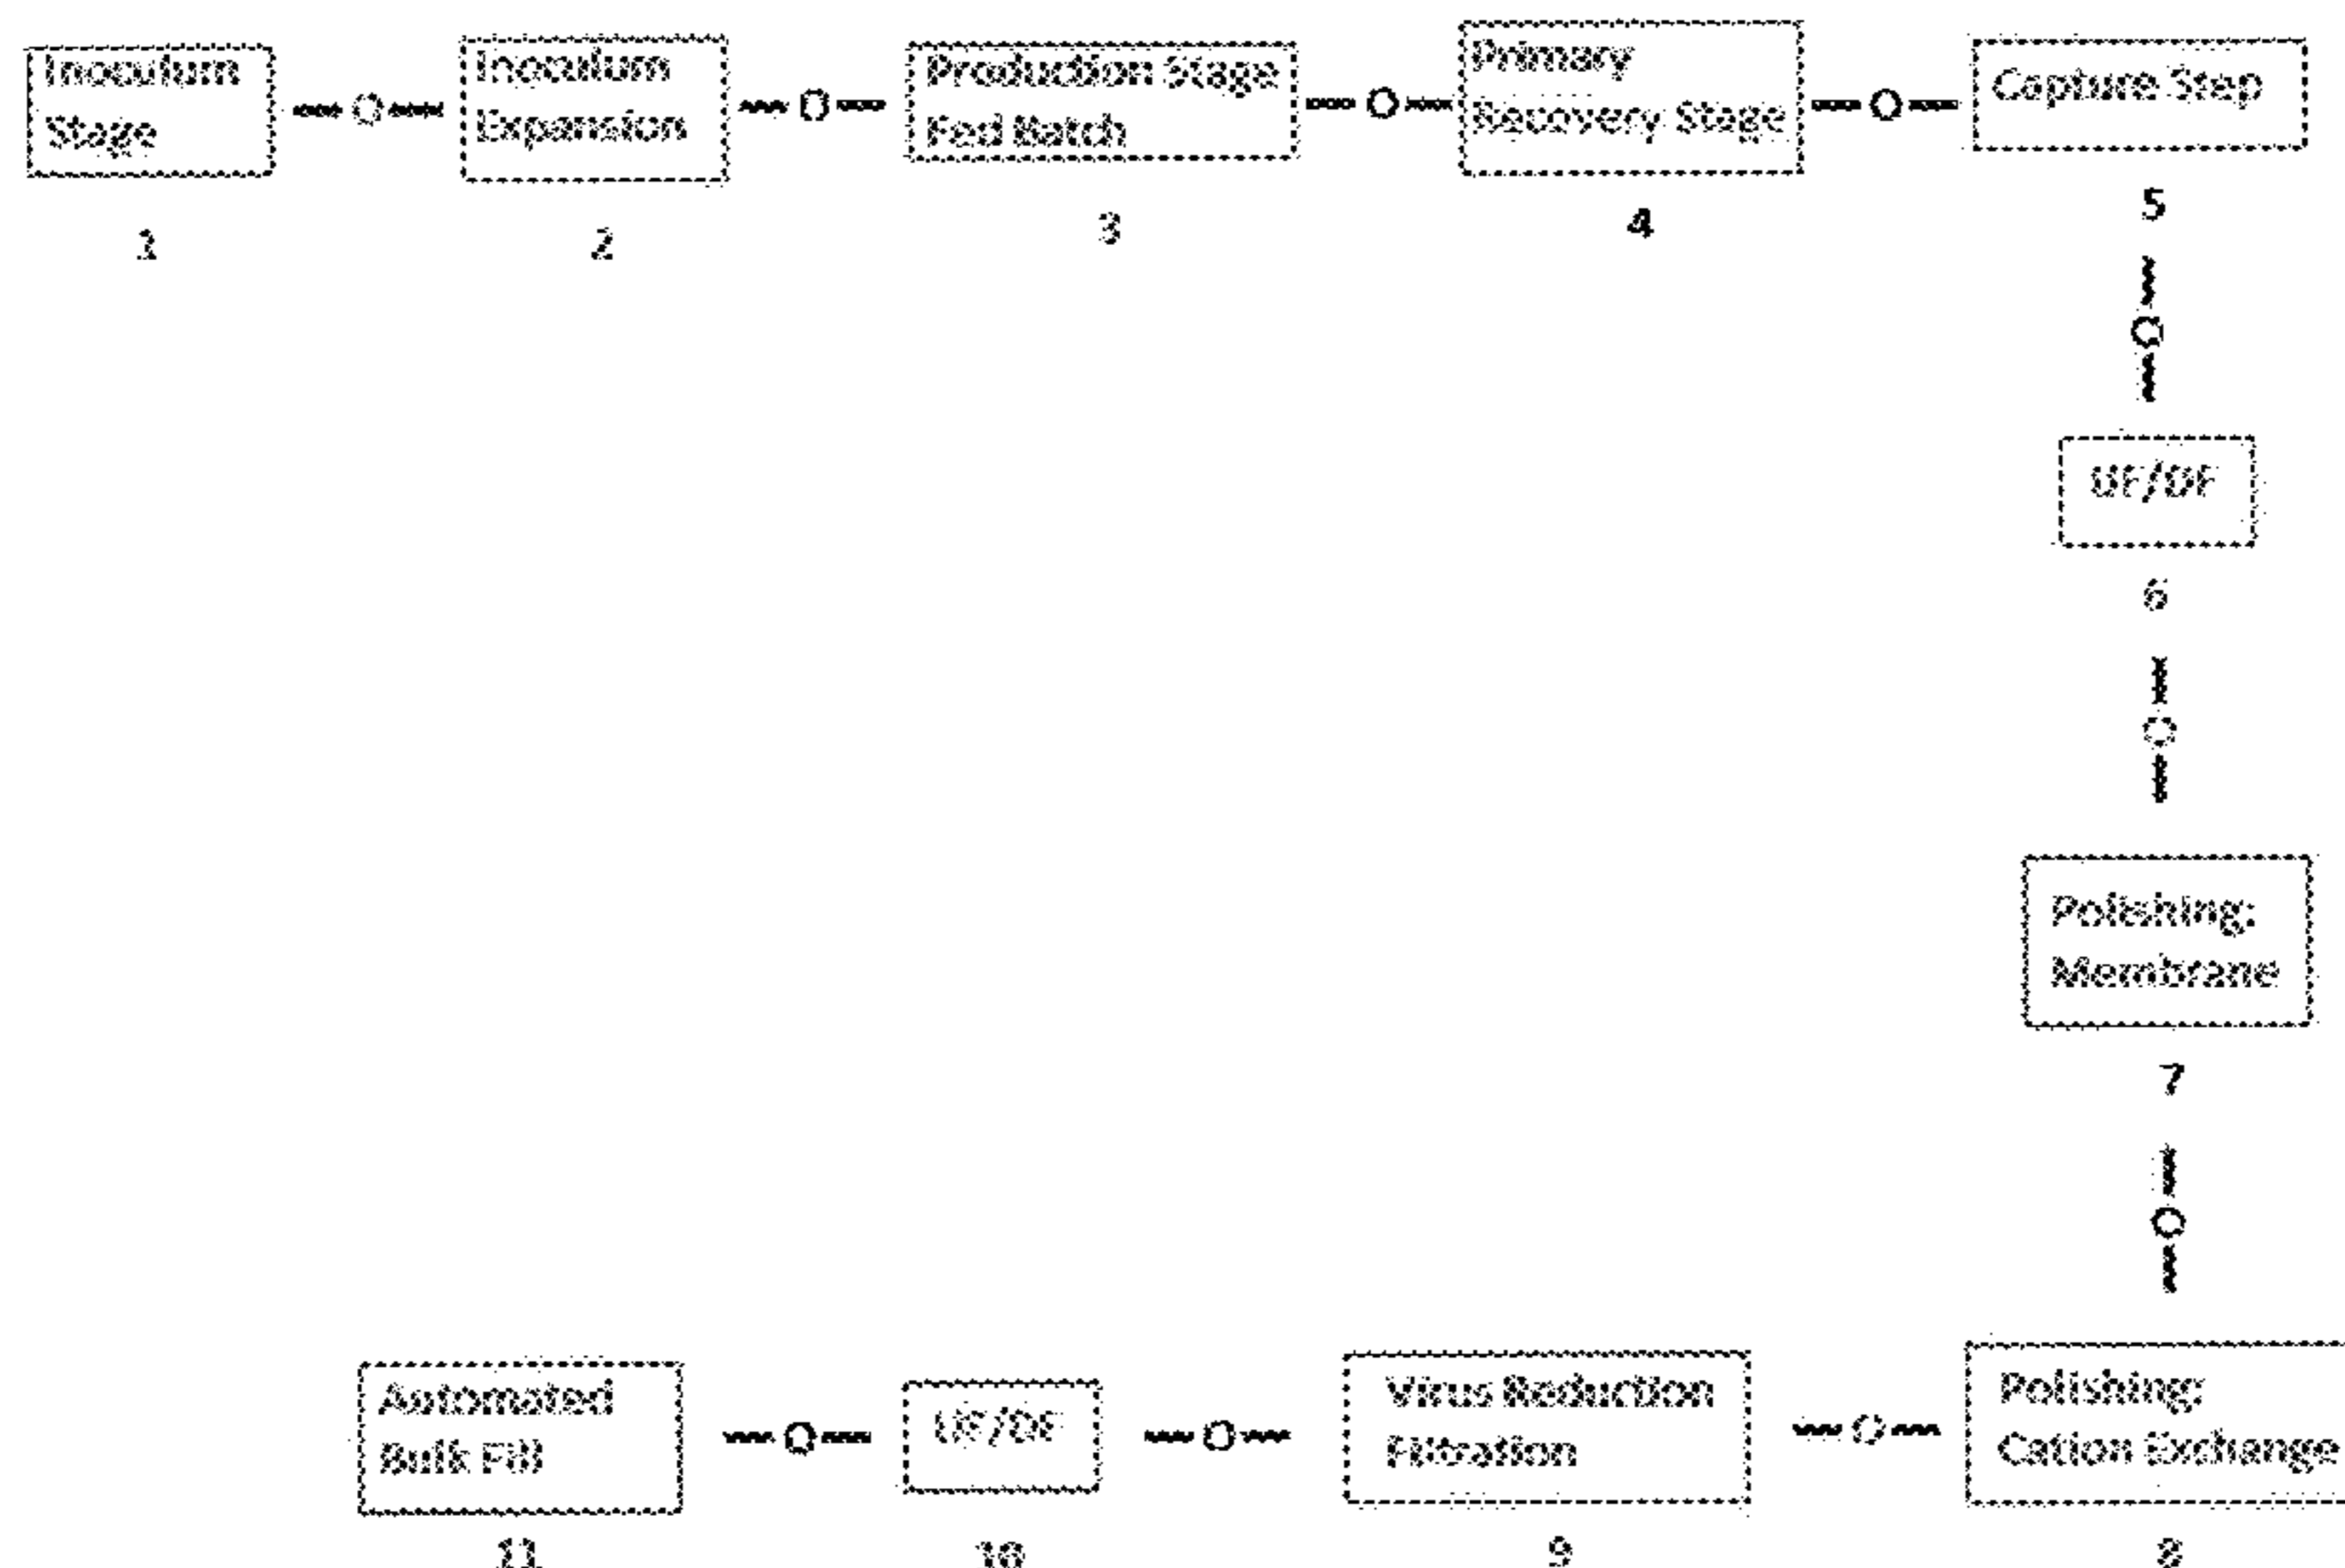 Inoculum
Stage
1
Inoculum
Expansion
2
Production Stage
Fed Batch
3
Primary
Recovery Stage
4
Capture Step
5
UF/DF
6
Polishing:
Membrane
7
Polishing:
Cation Exchange
8
Virus Reduction
Filtration
9
UF/DF
10
Automated
Bulk Fill
11